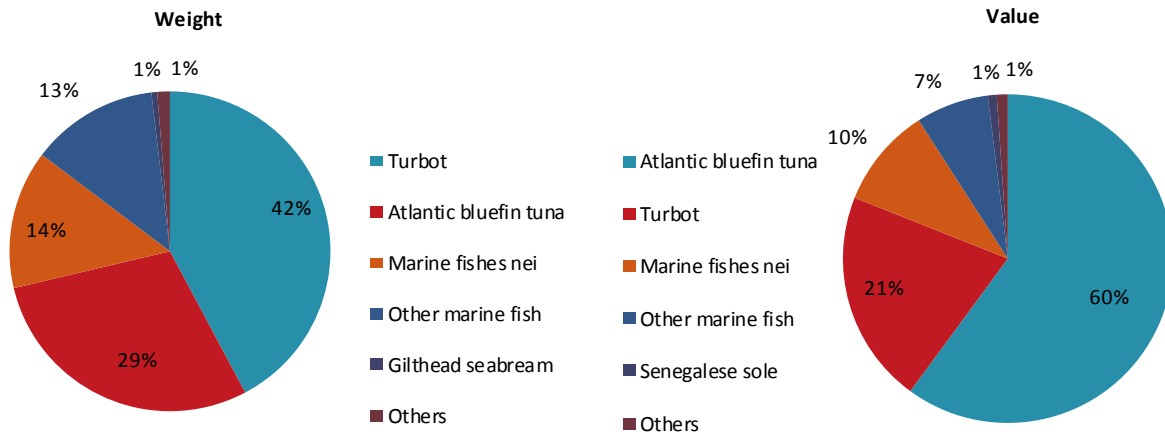 Weight
1%
1%
13%
14%
42%
29%
Turbot
Atlantic bluefin tuna
Marine fishes nei
Other marine fish
Gilthead seabream
Others
Value
Atlantic bluefin tuna
Turbot
Marine fishes nei
Other marine fish
Senegalese sole
Others
1%
1%
7%
10%
21%
60%